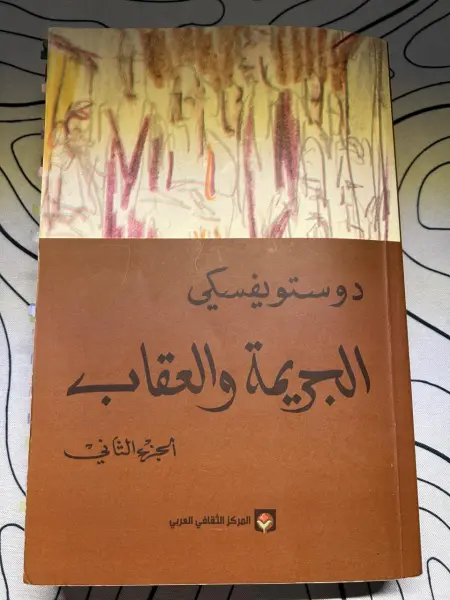 دوستويفسكي
الجريمة والعقاب
الجزء الثاني
المركز الثقافي العربي